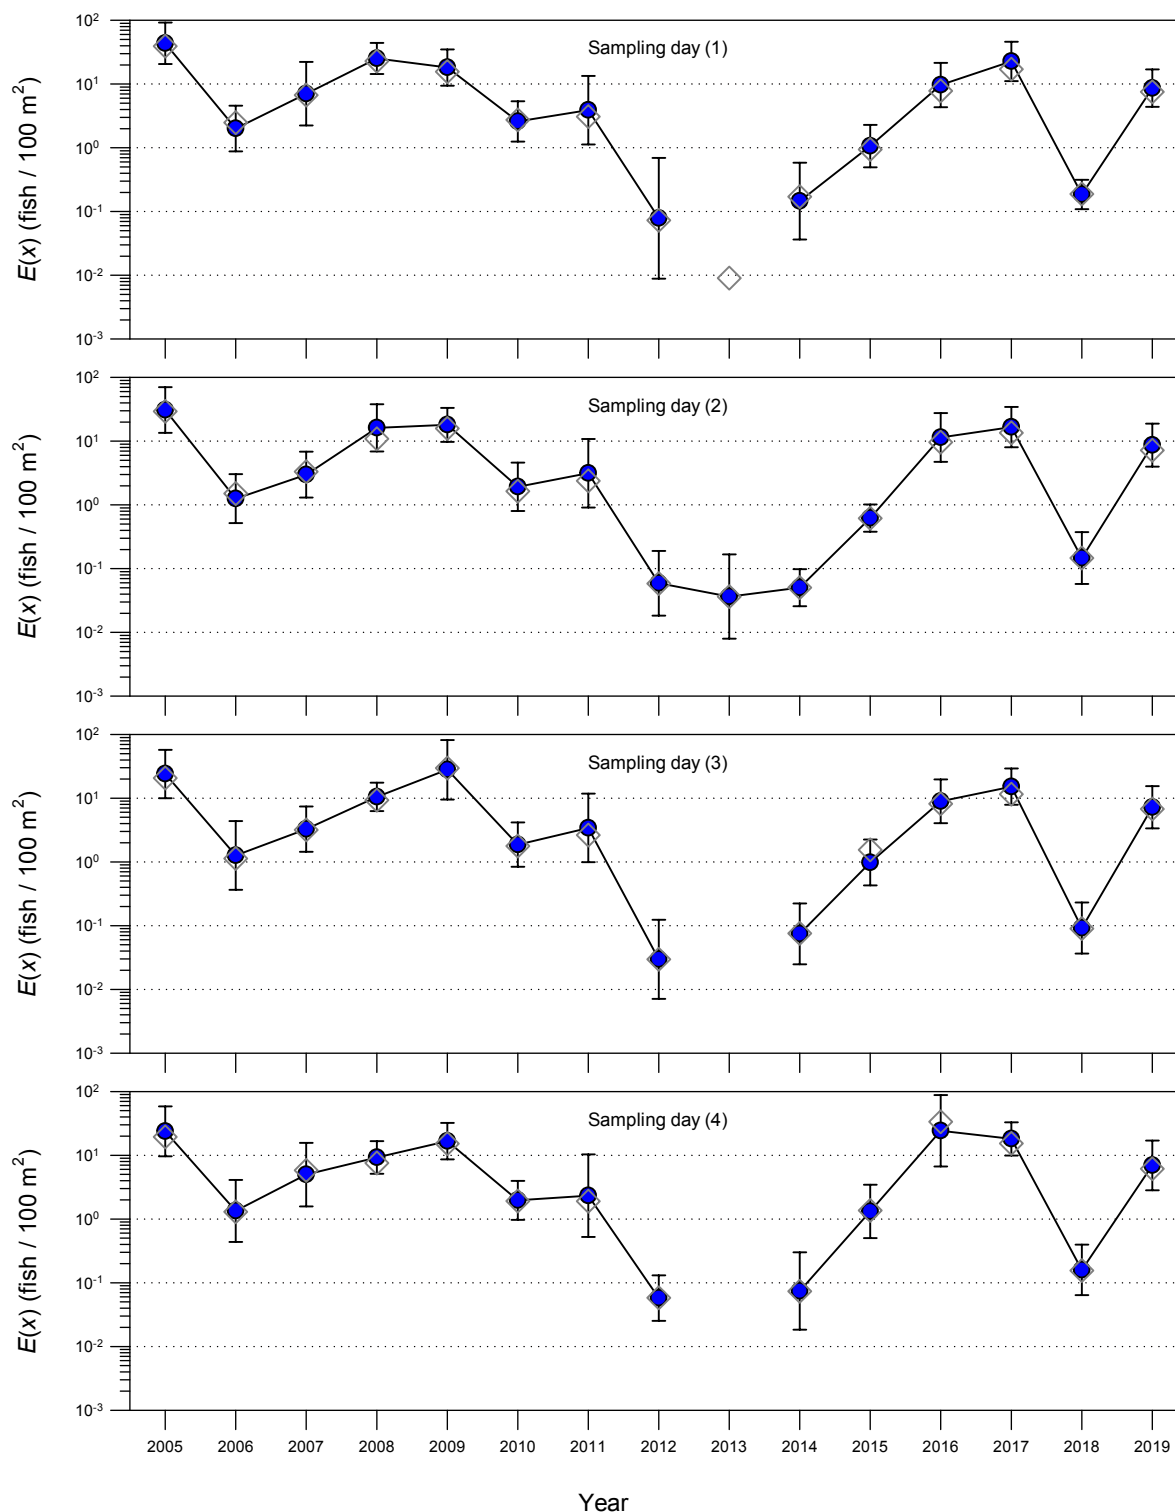 10²
Sampling day (1)
10¹
10⁰
10⁻¹
10⁻²
10⁻³
E(x) (fish / 100 m²)
10²
Sampling day (2)
10¹
10⁰
10⁻¹
10⁻²
10⁻³
E(x) (fish / 100 m²)
10²
Sampling day (3)
10¹
10⁰
10⁻¹
10⁻²
10⁻³
E(x) (fish / 100 m²)
10²
Sampling day (4)
10¹
10⁰
10⁻¹
10⁻²
10⁻³
E(x) (fish / 100 m²)
2005 2006 2007 2008 2009 2010 2011 2012 2013 2014 2015 2016 2017 2018 2019
Year